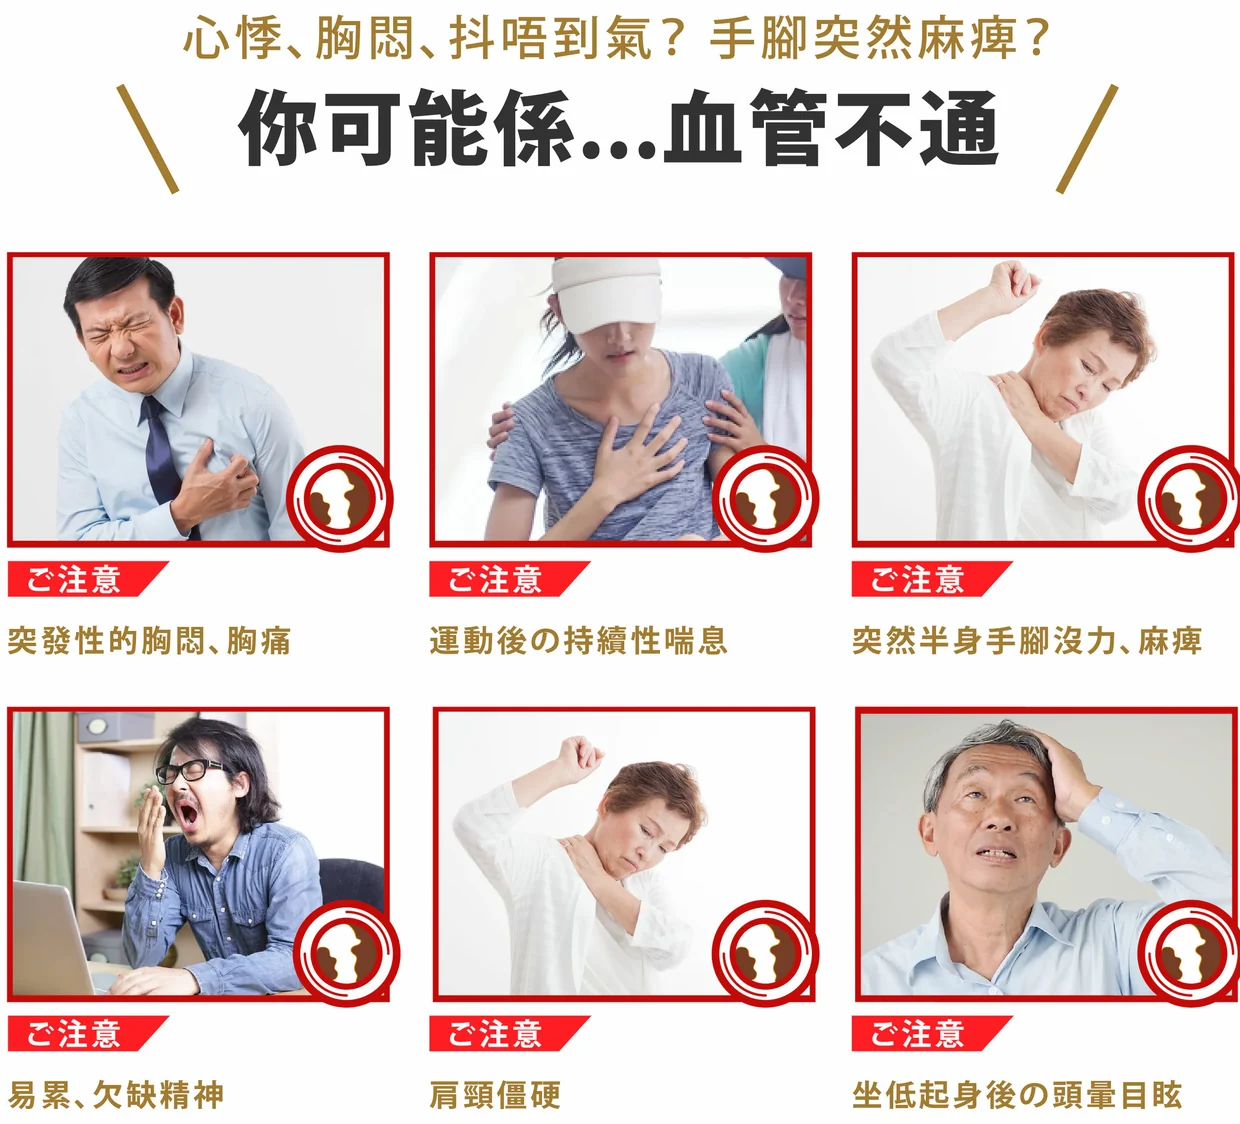 心悸、胸悶、抖唔到氣？手腳突然麻痺？
你可能係...血管不通
ご注意
ご注意
ご注意
突發性的胸悶、胸痛
運動後の持續性喘息
突然半身手腳沒力、麻痺
ご注意
ご注意
ご注意
易累、欠缺精神
肩頸僵硬
坐低起身後の頭暈目眩